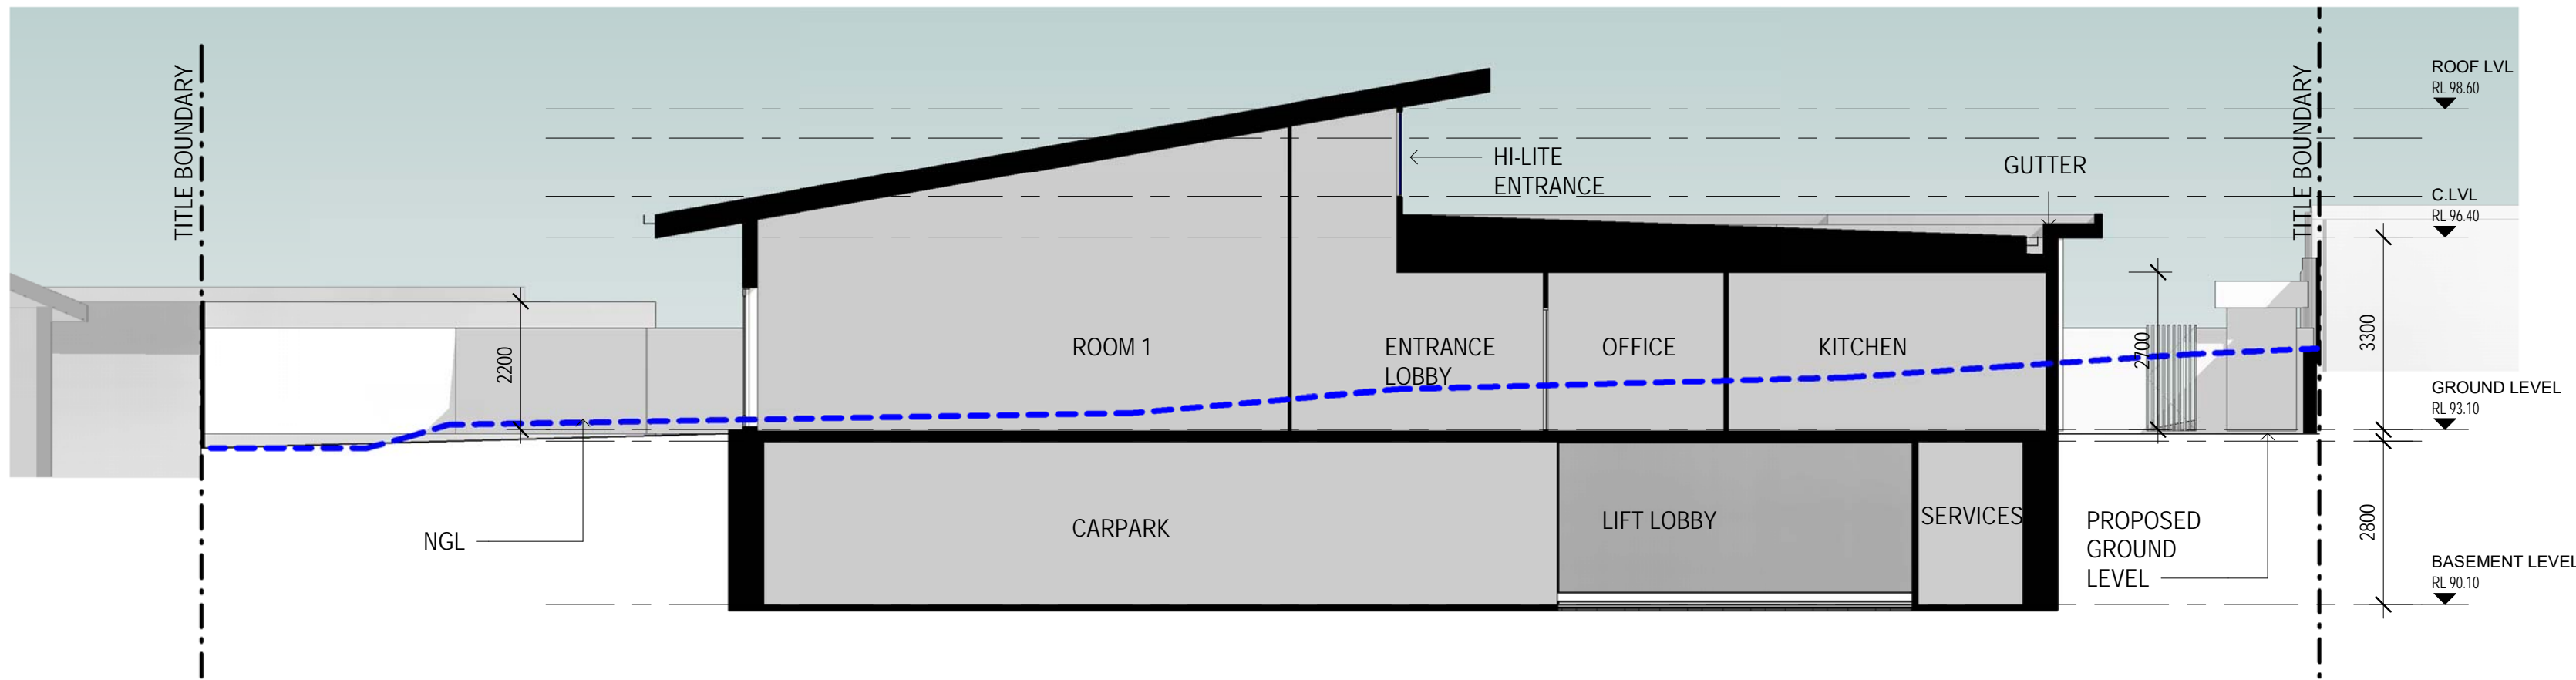 TITLE BOUNDARY
TITLE BOUNDARY
ROOF LVL
RL 98.60
HI-LITE
ENTRANCE
GUTTER
C.LVL
RL 96.40
2200
ROOM 1
ENTRANCE
LOBBY
OFFICE
KITCHEN
2700
3300
GROUND LEVEL
RL 93.10
NGL
CARPARK
LIFT LOBBY
SERVICES
PROPOSED
GROUND
LEVEL
2800
BASEMENT LEVEL
RL 90.10